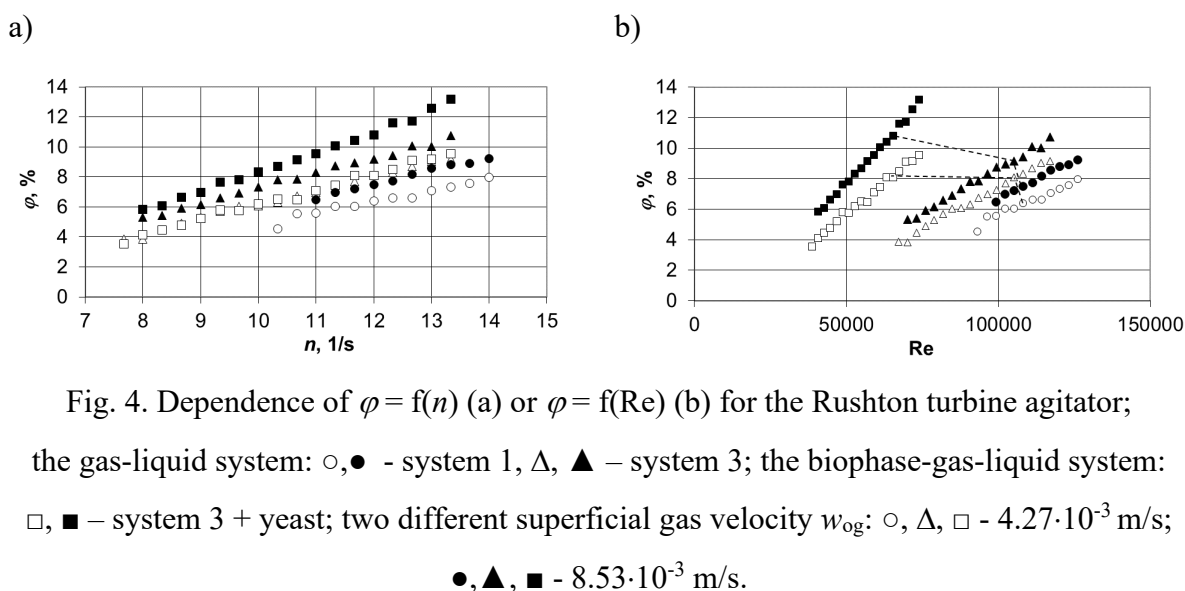 a)
b)
14
12
10
8
6
4
2
0
φ, %
7 8 9 10 11 12 13 14 15
n, 1/s
14
12
10
8
6
4
2
0
φ, %
0 50000 100000 150000
Re
Fig. 4. Dependence of φ = f(n) (a) or φ = f(Re) (b) for the Rushton turbine agitator;
the gas-liquid system: ○,● - system 1, Δ, ▲ – system 3; the biophase-gas-liquid system:
□, ■ – system 3 + yeast; two different superficial gas velocity wog: ○, Δ, □ - 4.27·10⁻³ m/s;
●,▲, ■ - 8.53·10⁻³ m/s.